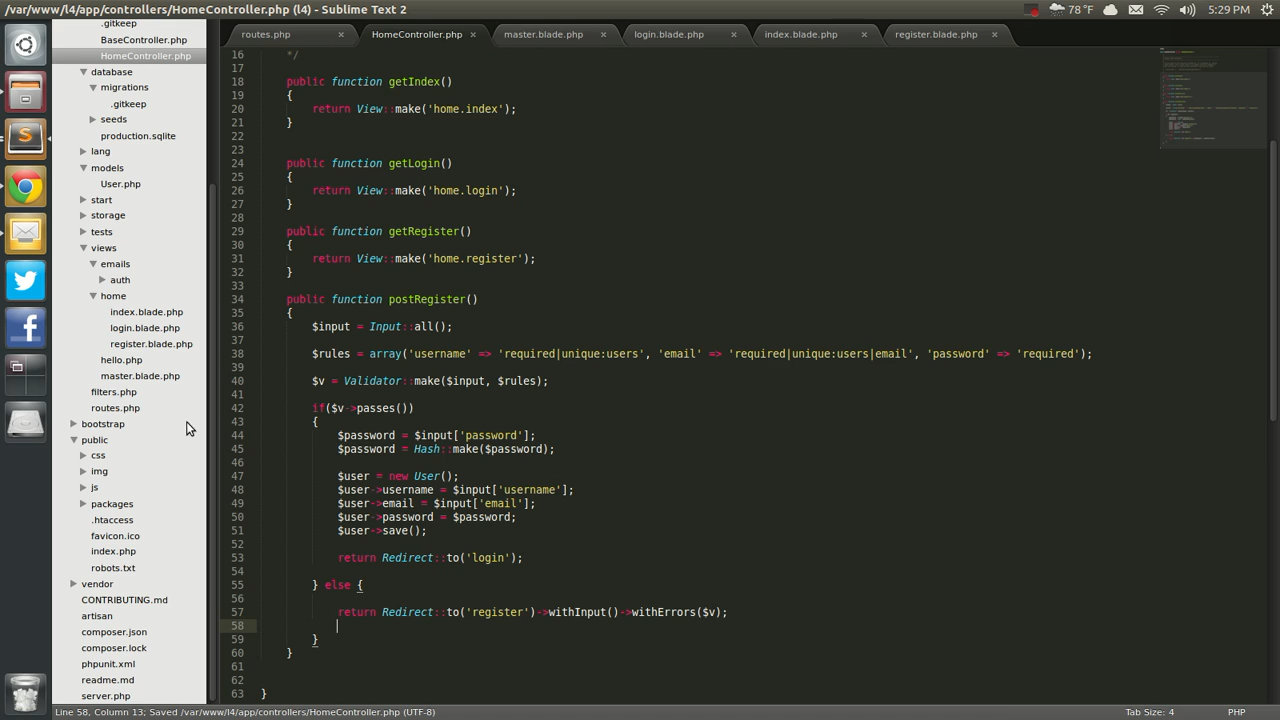 /var/www/l4/app/controllers/HomeController.php (l4) - Sublime Text 2
78 °F
5:29 PM
.gitkeep
BaseController.php
HomeController.php
database
migrations
.gitkeep
seeds
production.sqlite
lang
models
User.php
start
storage
tests
views
emails
auth
home
index.blade.php
login.blade.php
register.blade.php
hello.php
master.blade.php
filters.php
routes.php
bootstrap
public
css
img
js
packages
.htaccess
favicon.ico
index.php
robots.txt
vendor
CONTRIBUTING.md
artisan
composer.json
composer.lock
phpunit.xml
readme.md
server.php
routes.php × HomeController.php × master.blade.php × login.blade.php × index.blade.php × register.blade.php ×
16 */
17
18 public function getIndex()
19 {
20 return View::make('home.index');
21 }
22
23
24 public function getLogin()
25 {
26 return View::make('home.login');
27 }
28
29 public function getRegister()
30 {
31 return View::make('home.register');
32 }
33
34 public function postRegister()
35 {
36 $input = Input::all();
37
38 $rules = array('username' => 'required|unique:users', 'email' => 'required|unique:users|email', 'password' => 'required');
39
40 $v = Validator::make($input, $rules);
41
42 if($v->passes())
43 {
44 $password = $input['password'];
45 $password = Hash::make($password);
46
47 $user = new User();
48 $user->username = $input['username'];
49 $user->email = $input['email'];
50 $user->password = $password;
51 $user->save();
52
53 return Redirect::to('login');
54
55 } else {
56
57 return Redirect::to('register')->withInput()->withErrors($v);
58
59 }
60 }
61
62
63 }
Line 58, Column 13; Saved /var/www/l4/app/controllers/HomeController.php (UTF-8)
Tab Size: 4
PHP